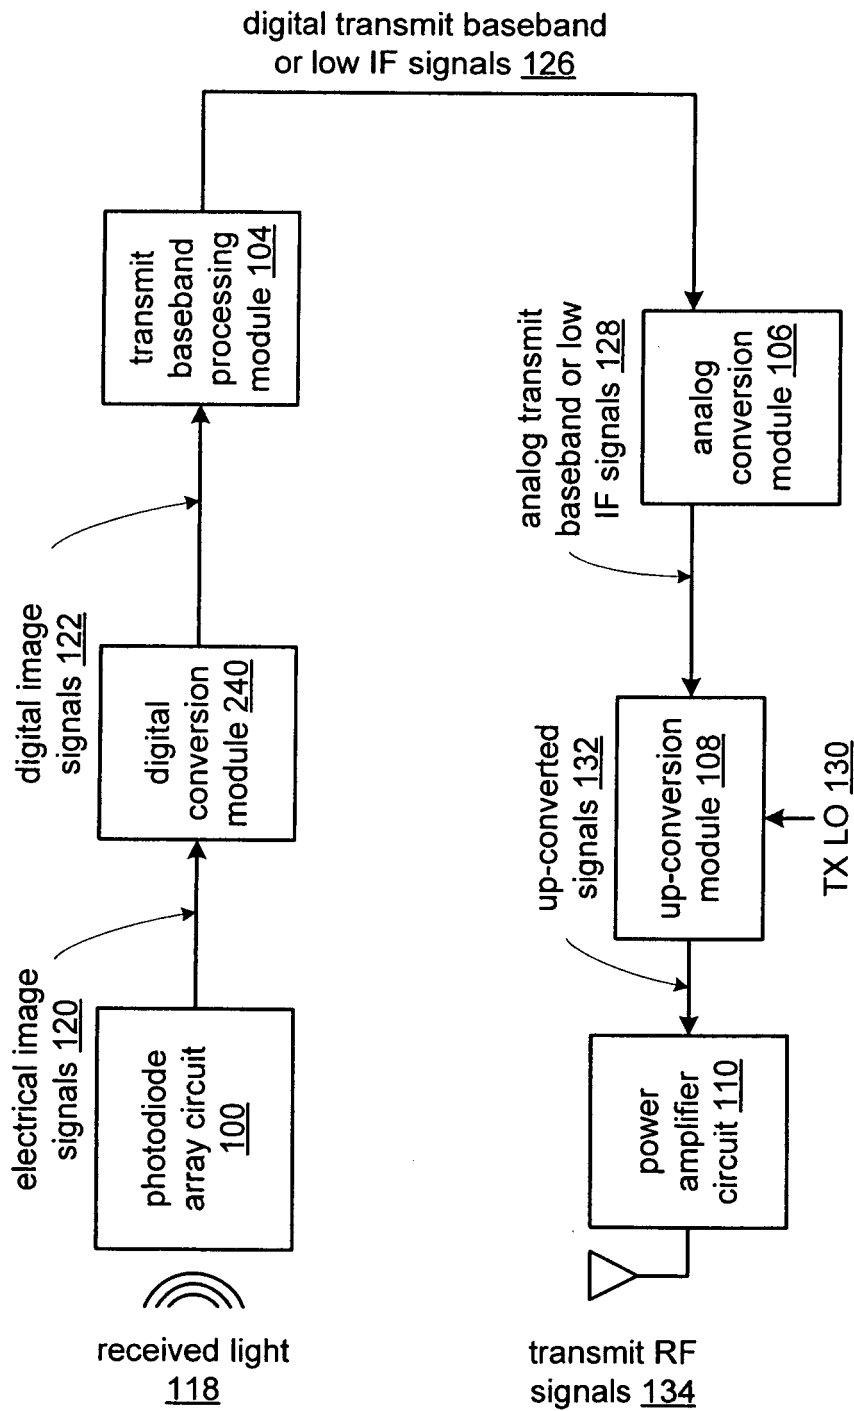 digital transmit baseband
or low IF signals 126
transmit
baseband
processing
module 104
digital image
signals 122
digital
conversion
module 240
electrical image
signals 120
photodiode
array circuit
100
received light
118
analog transmit
baseband or low
IF signals 128
analog
conversion
module 106
up-converted
signals 132
up-conversion
module 108
TX LO 130
power
amplifier
circuit 110
transmit RF
signals 134